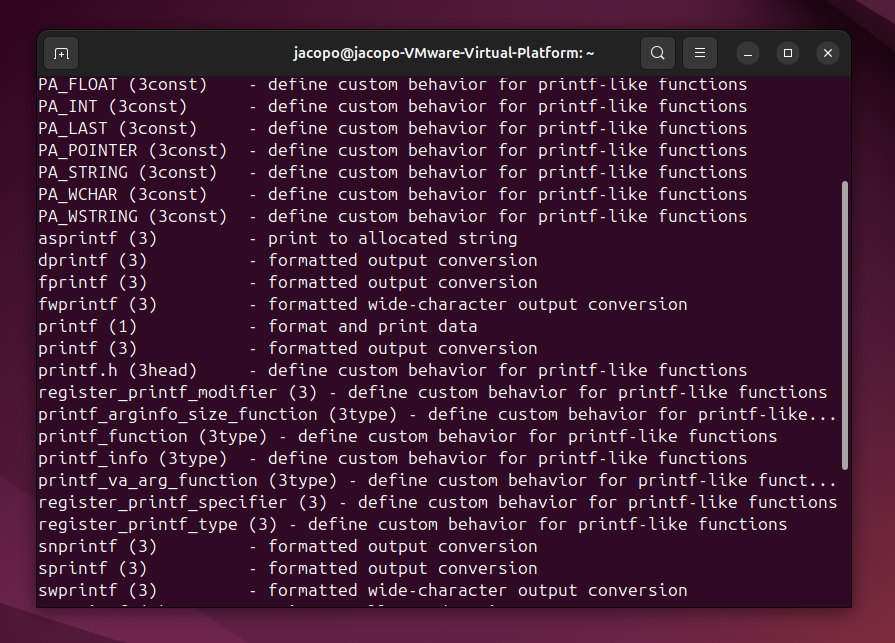 jacopo@jacopo-VMware-Virtual-Platform: ~
PA_FLOAT (3const)    - define custom behavior for printf-like functions
PA_INT (3const)      - define custom behavior for printf-like functions
PA_LAST (3const)     - define custom behavior for printf-like functions
PA_POINTER (3const)  - define custom behavior for printf-like functions
PA_STRING (3const)   - define custom behavior for printf-like functions
PA_WCHAR (3const)    - define custom behavior for printf-like functions
PA_WSTRING (3const)  - define custom behavior for printf-like functions
asprintf (3)         - print to allocated string
dprintf (3)          - formatted output conversion
fprintf (3)          - formatted output conversion
fwprintf (3)         - formatted wide-character output conversion
printf (1)           - format and print data
printf (3)           - formatted output conversion
printf.h (3head)     - define custom behavior for printf-like functions
register_printf_modifier (3) - define custom behavior for printf-like functions
printf_arginfo_size_function (3type) - define custom behavior for printf-like...
printf_function (3type) - define custom behavior for printf-like functions
printf_info (3type)  - define custom behavior for printf-like functions
printf_va_arg_function (3type) - define custom behavior for printf-like funct...
register_printf_specifier (3) - define custom behavior for printf-like functions
register_printf_type (3) - define custom behavior for printf-like functions
snprintf (3)         - formatted output conversion
sprintf (3)          - formatted output conversion
swprintf (3)         - formatted wide-character output conversion